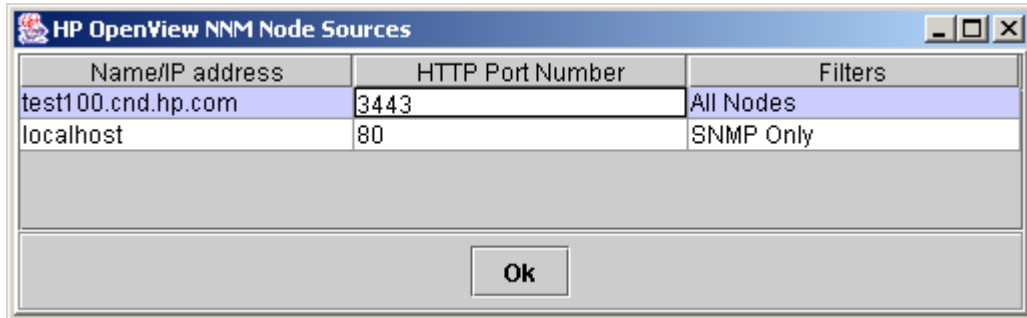 HP OpenView NNM Node Sources
Name/IP address HTTP Port Number Filters
test100.cnd.hp.com 3443 All Nodes
localhost 80 SNMP Only
Ok